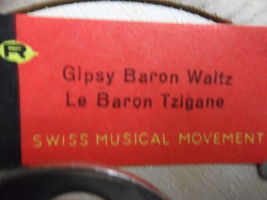 R
Gipsy Baron Waltz
Le Baron Tzigane
SWISS MUSICAL MOVEMENT